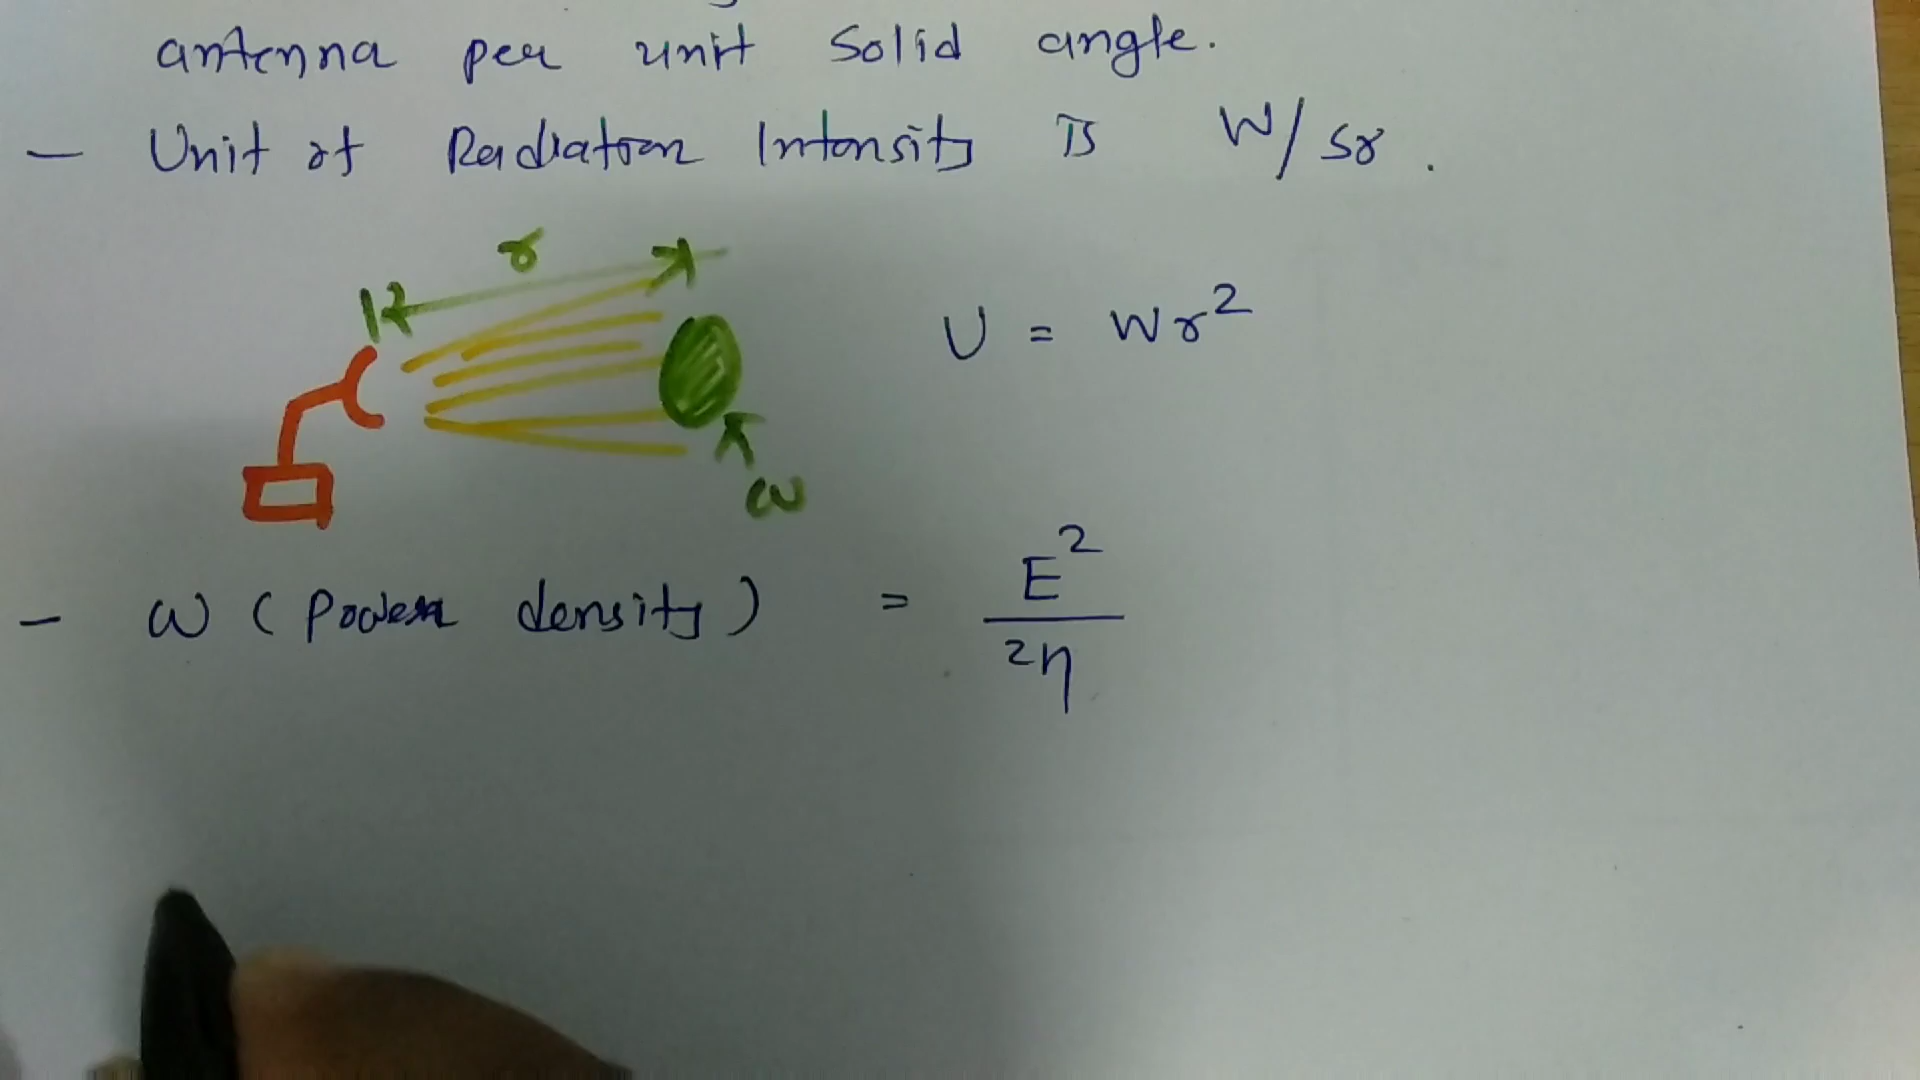 antenna per unit solid angle.
- Unit of Radiation Intensity is W/sr.
r
U = Wr²
W
- W (Power density) = E² / 2η